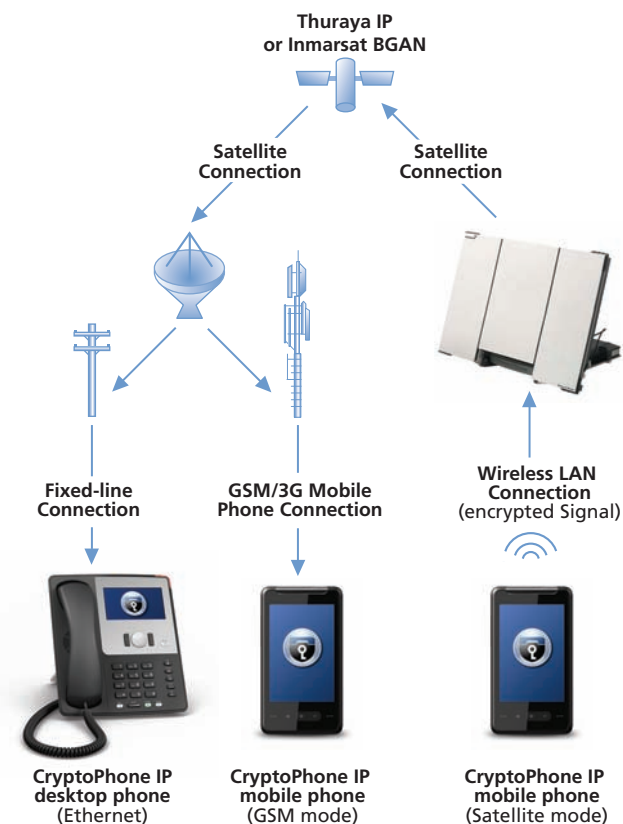 Thuraya IP
or Inmarsat BGAN
Satellite
Connection
Satellite
Connection
Fixed-line
Connection
GSM/3G Mobile
Phone Connection
Wireless LAN
Connection
(encrypted Signal)
CryptoPhone IP
desktop phone
(Ethernet)
CryptoPhone IP
mobile phone
(GSM mode)
CryptoPhone IP
mobile phone
(Satellite mode)